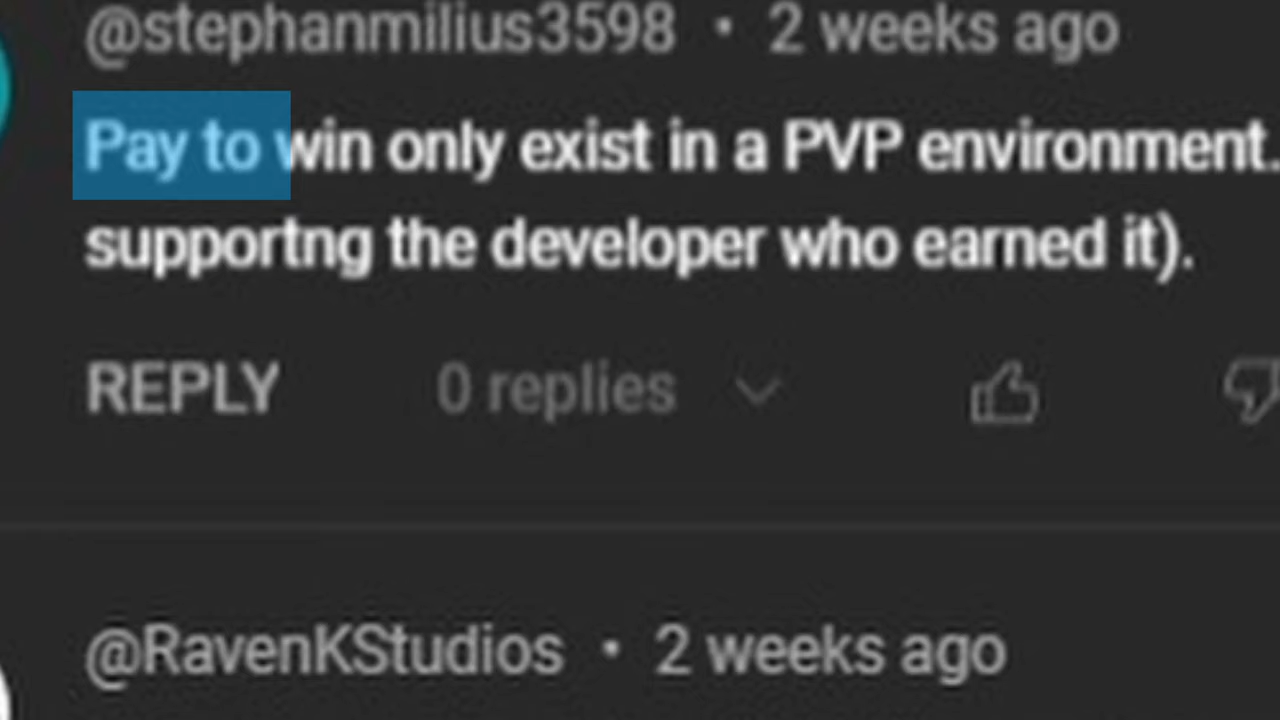 @stephanmilius3598 • 2 weeks ago
Pay to win only exist in a PVP environment.
supportng the developer who earned it).
REPLY 0 replies
@RavenKStudios • 2 weeks ago